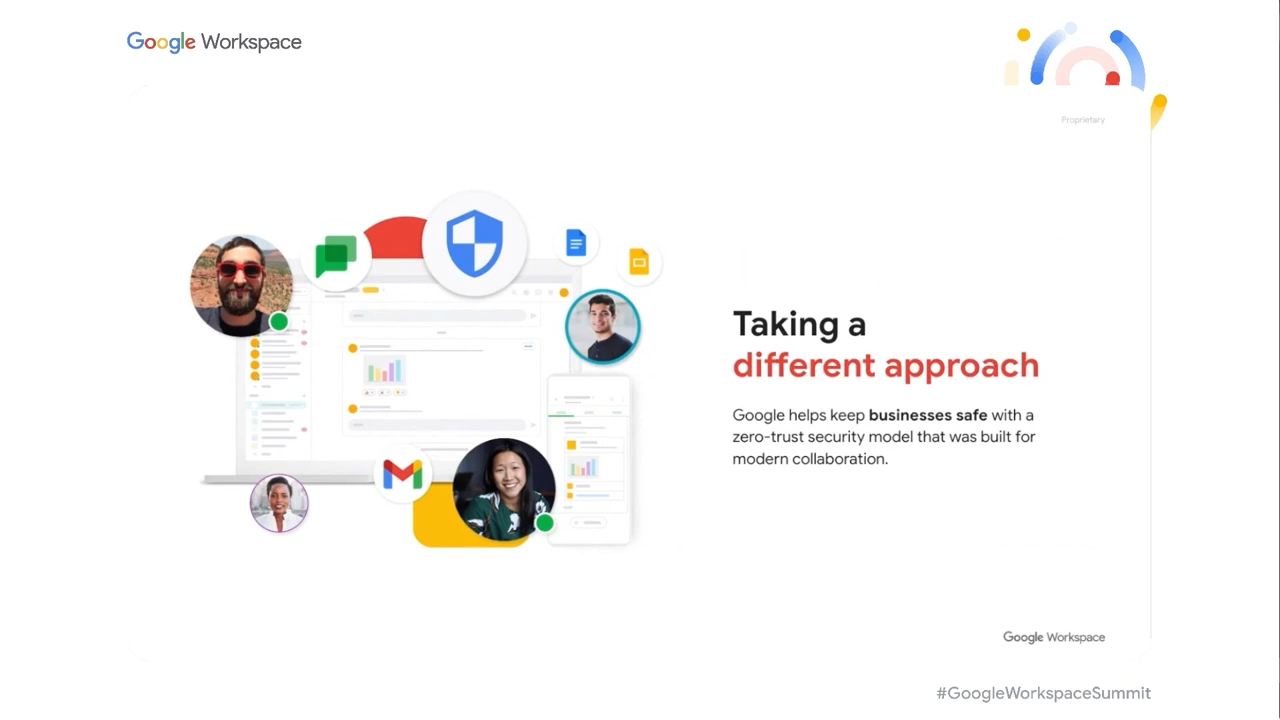 Google Workspace
Proprietary
Taking a
different approach
Google helps keep businesses safe with a
zero-trust security model that was built for
modern collaboration.
Google Workspace
#GoogleWorkspaceSummit